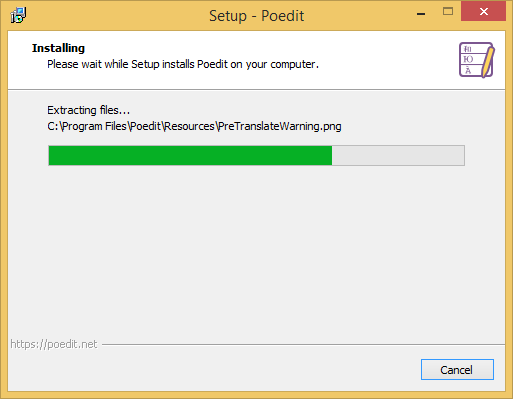 Setup - Poedit
Installing
Please wait while Setup installs Poedit on your computer.
Extracting files...
C:\Program Files\Poedit\Resources\PreTranslateWarning.png
https://poedit.net
Cancel